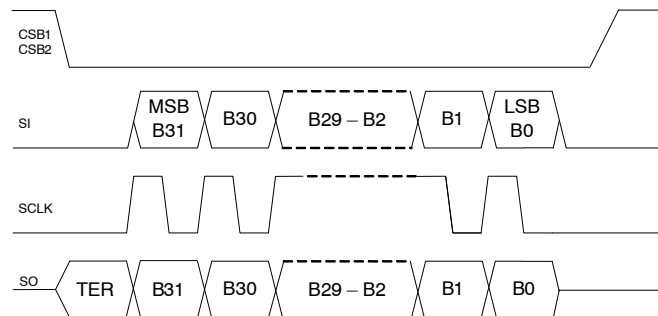 CSB1
CSB2
SI
MSB
B31
B30
B29 – B2
B1
LSB
B0
SCLK
SO
TER
B31
B30
B29 – B2
B1
B0